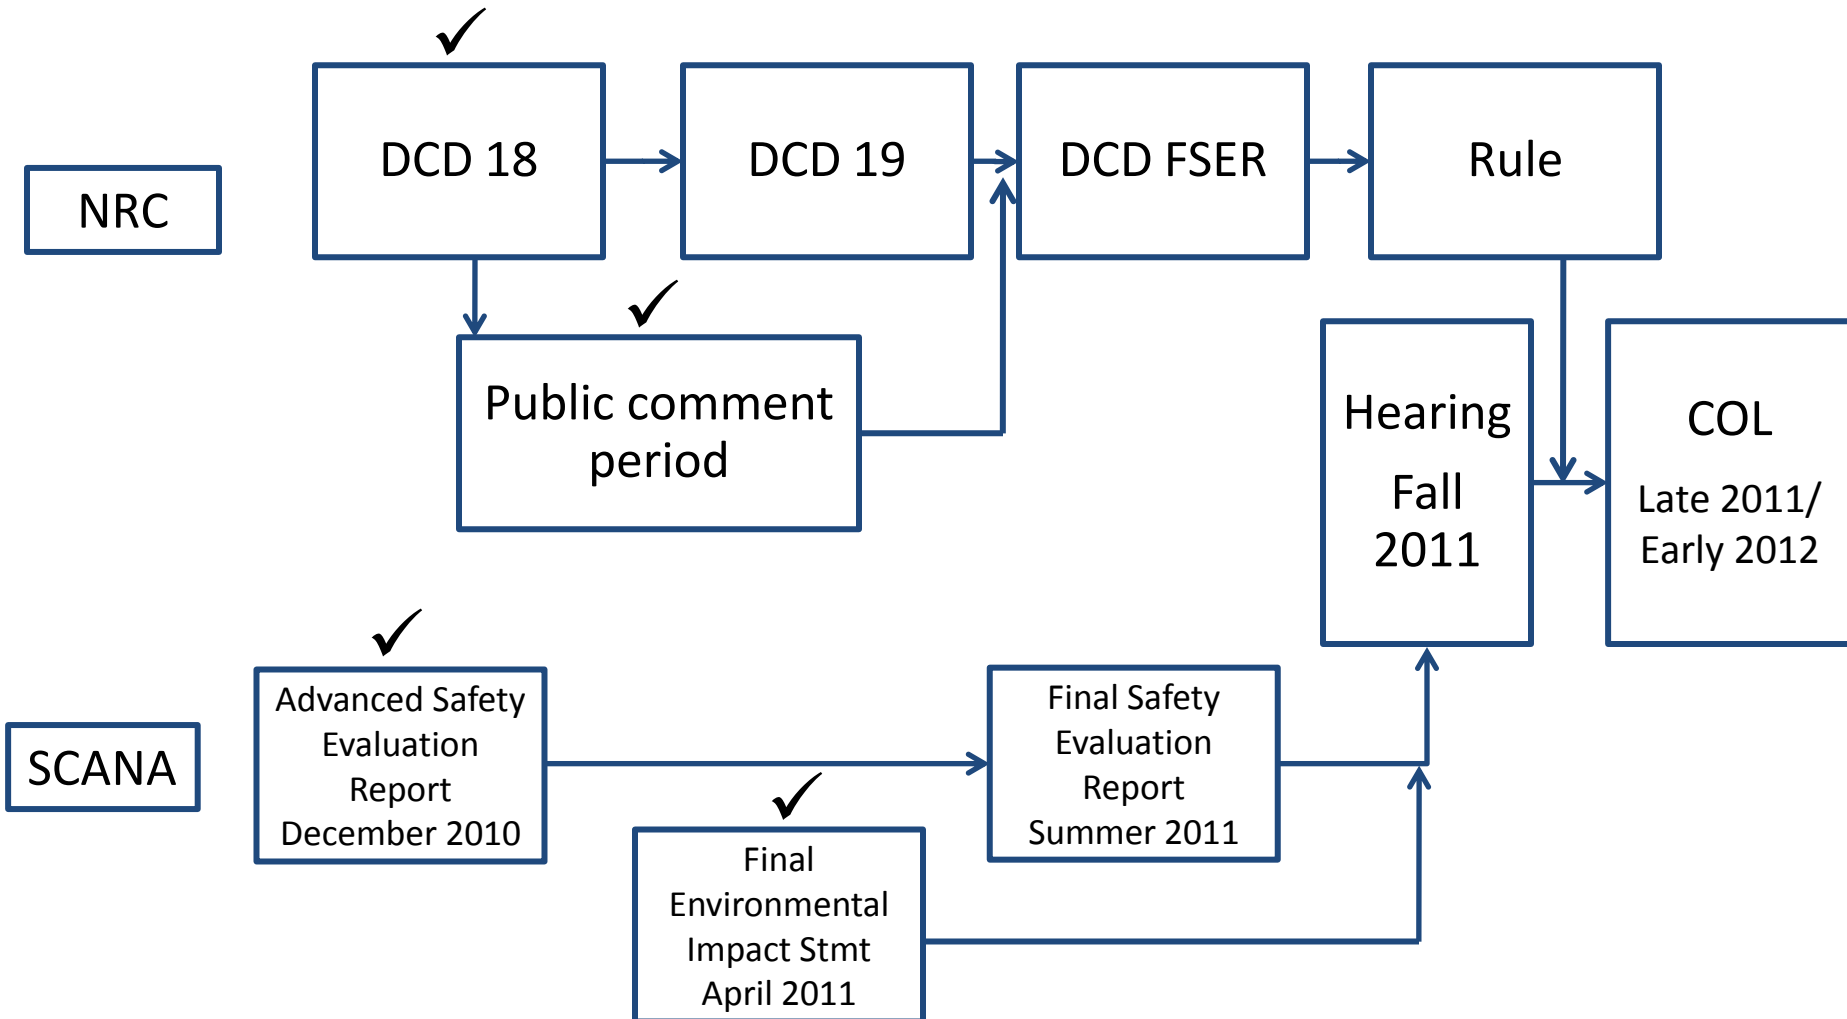 NRC
DCD 18
DCD 19
DCD FSER
Rule
Public comment
period
Hearing
Fall
2011
COL
Late 2011/
Early 2012
SCANA
Advanced Safety
Evaluation
Report
December 2010
Final
Environmental
Impact Stmt
April 2011
Final Safety
Evaluation
Report
Summer 2011